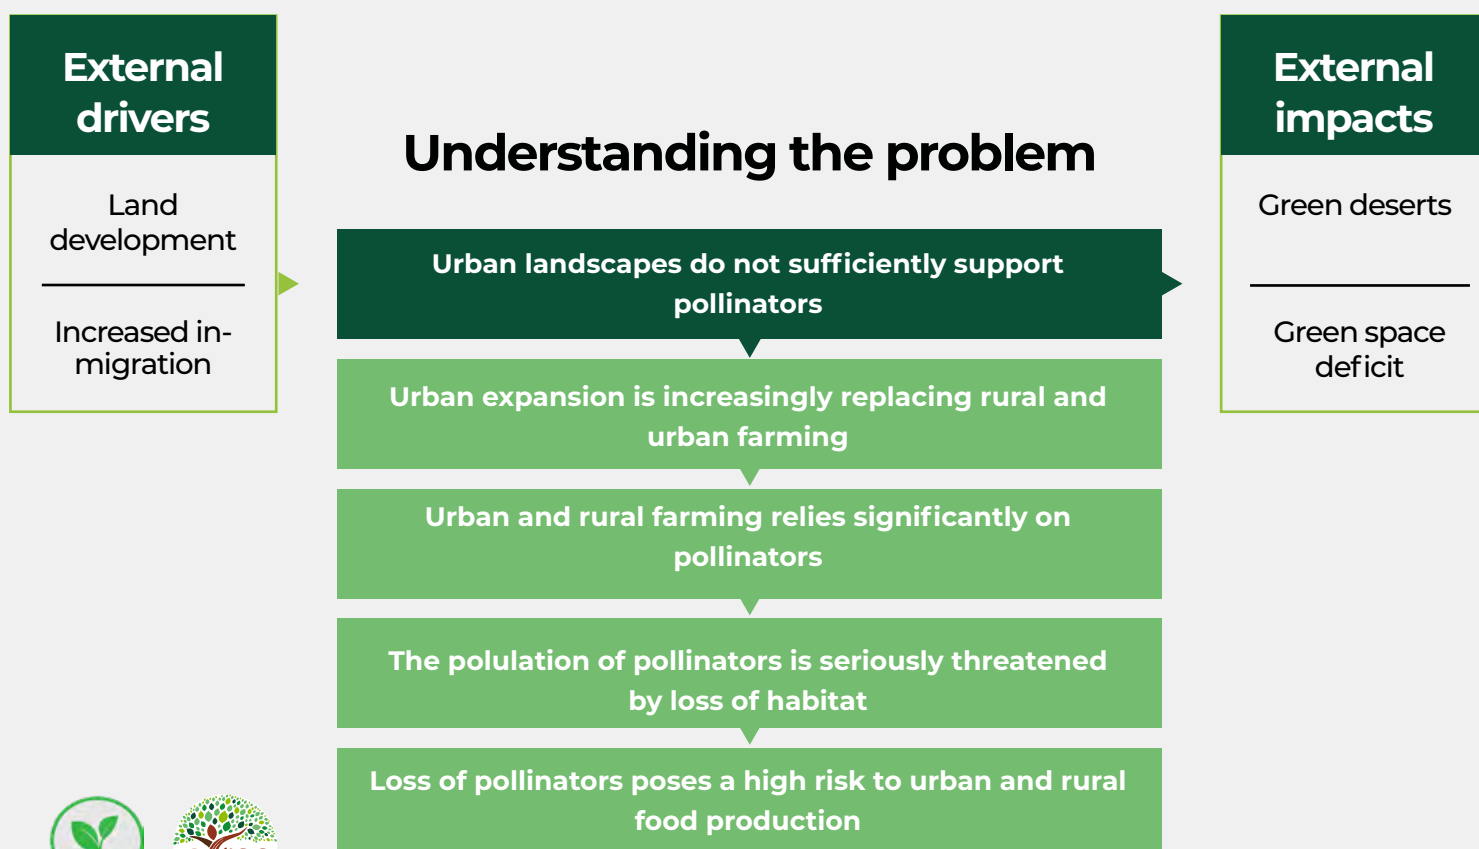 External
drivers
Land
development
Increased in-
migration
Understanding the problem
Urban landscapes do not sufficiently support
pollinators
Urban expansion is increasingly replacing rural and
urban farming
Urban and rural farming relies significantly on
pollinators
The polulation of pollinators is seriously threatened
by loss of habitat
Loss of pollinators poses a high risk to urban and rural
food production
External
impacts
Green deserts
Green space
deficit